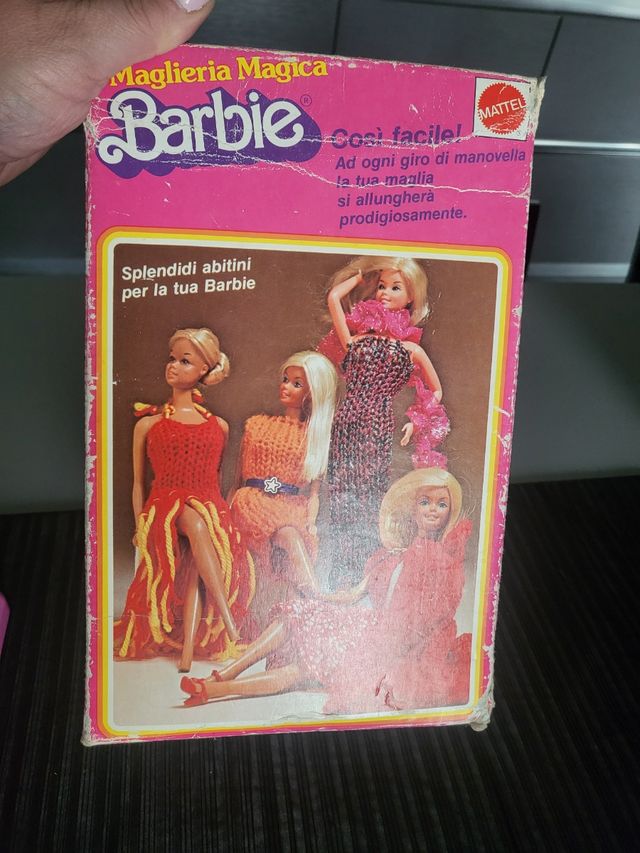 Maglieria Magica
Barbie®
MATTEL
Così facile!
Ad ogni giro di manovella
la tua maglia
si allungherà
prodigiosamente.
Splendidi abitini
per la tua Barbie